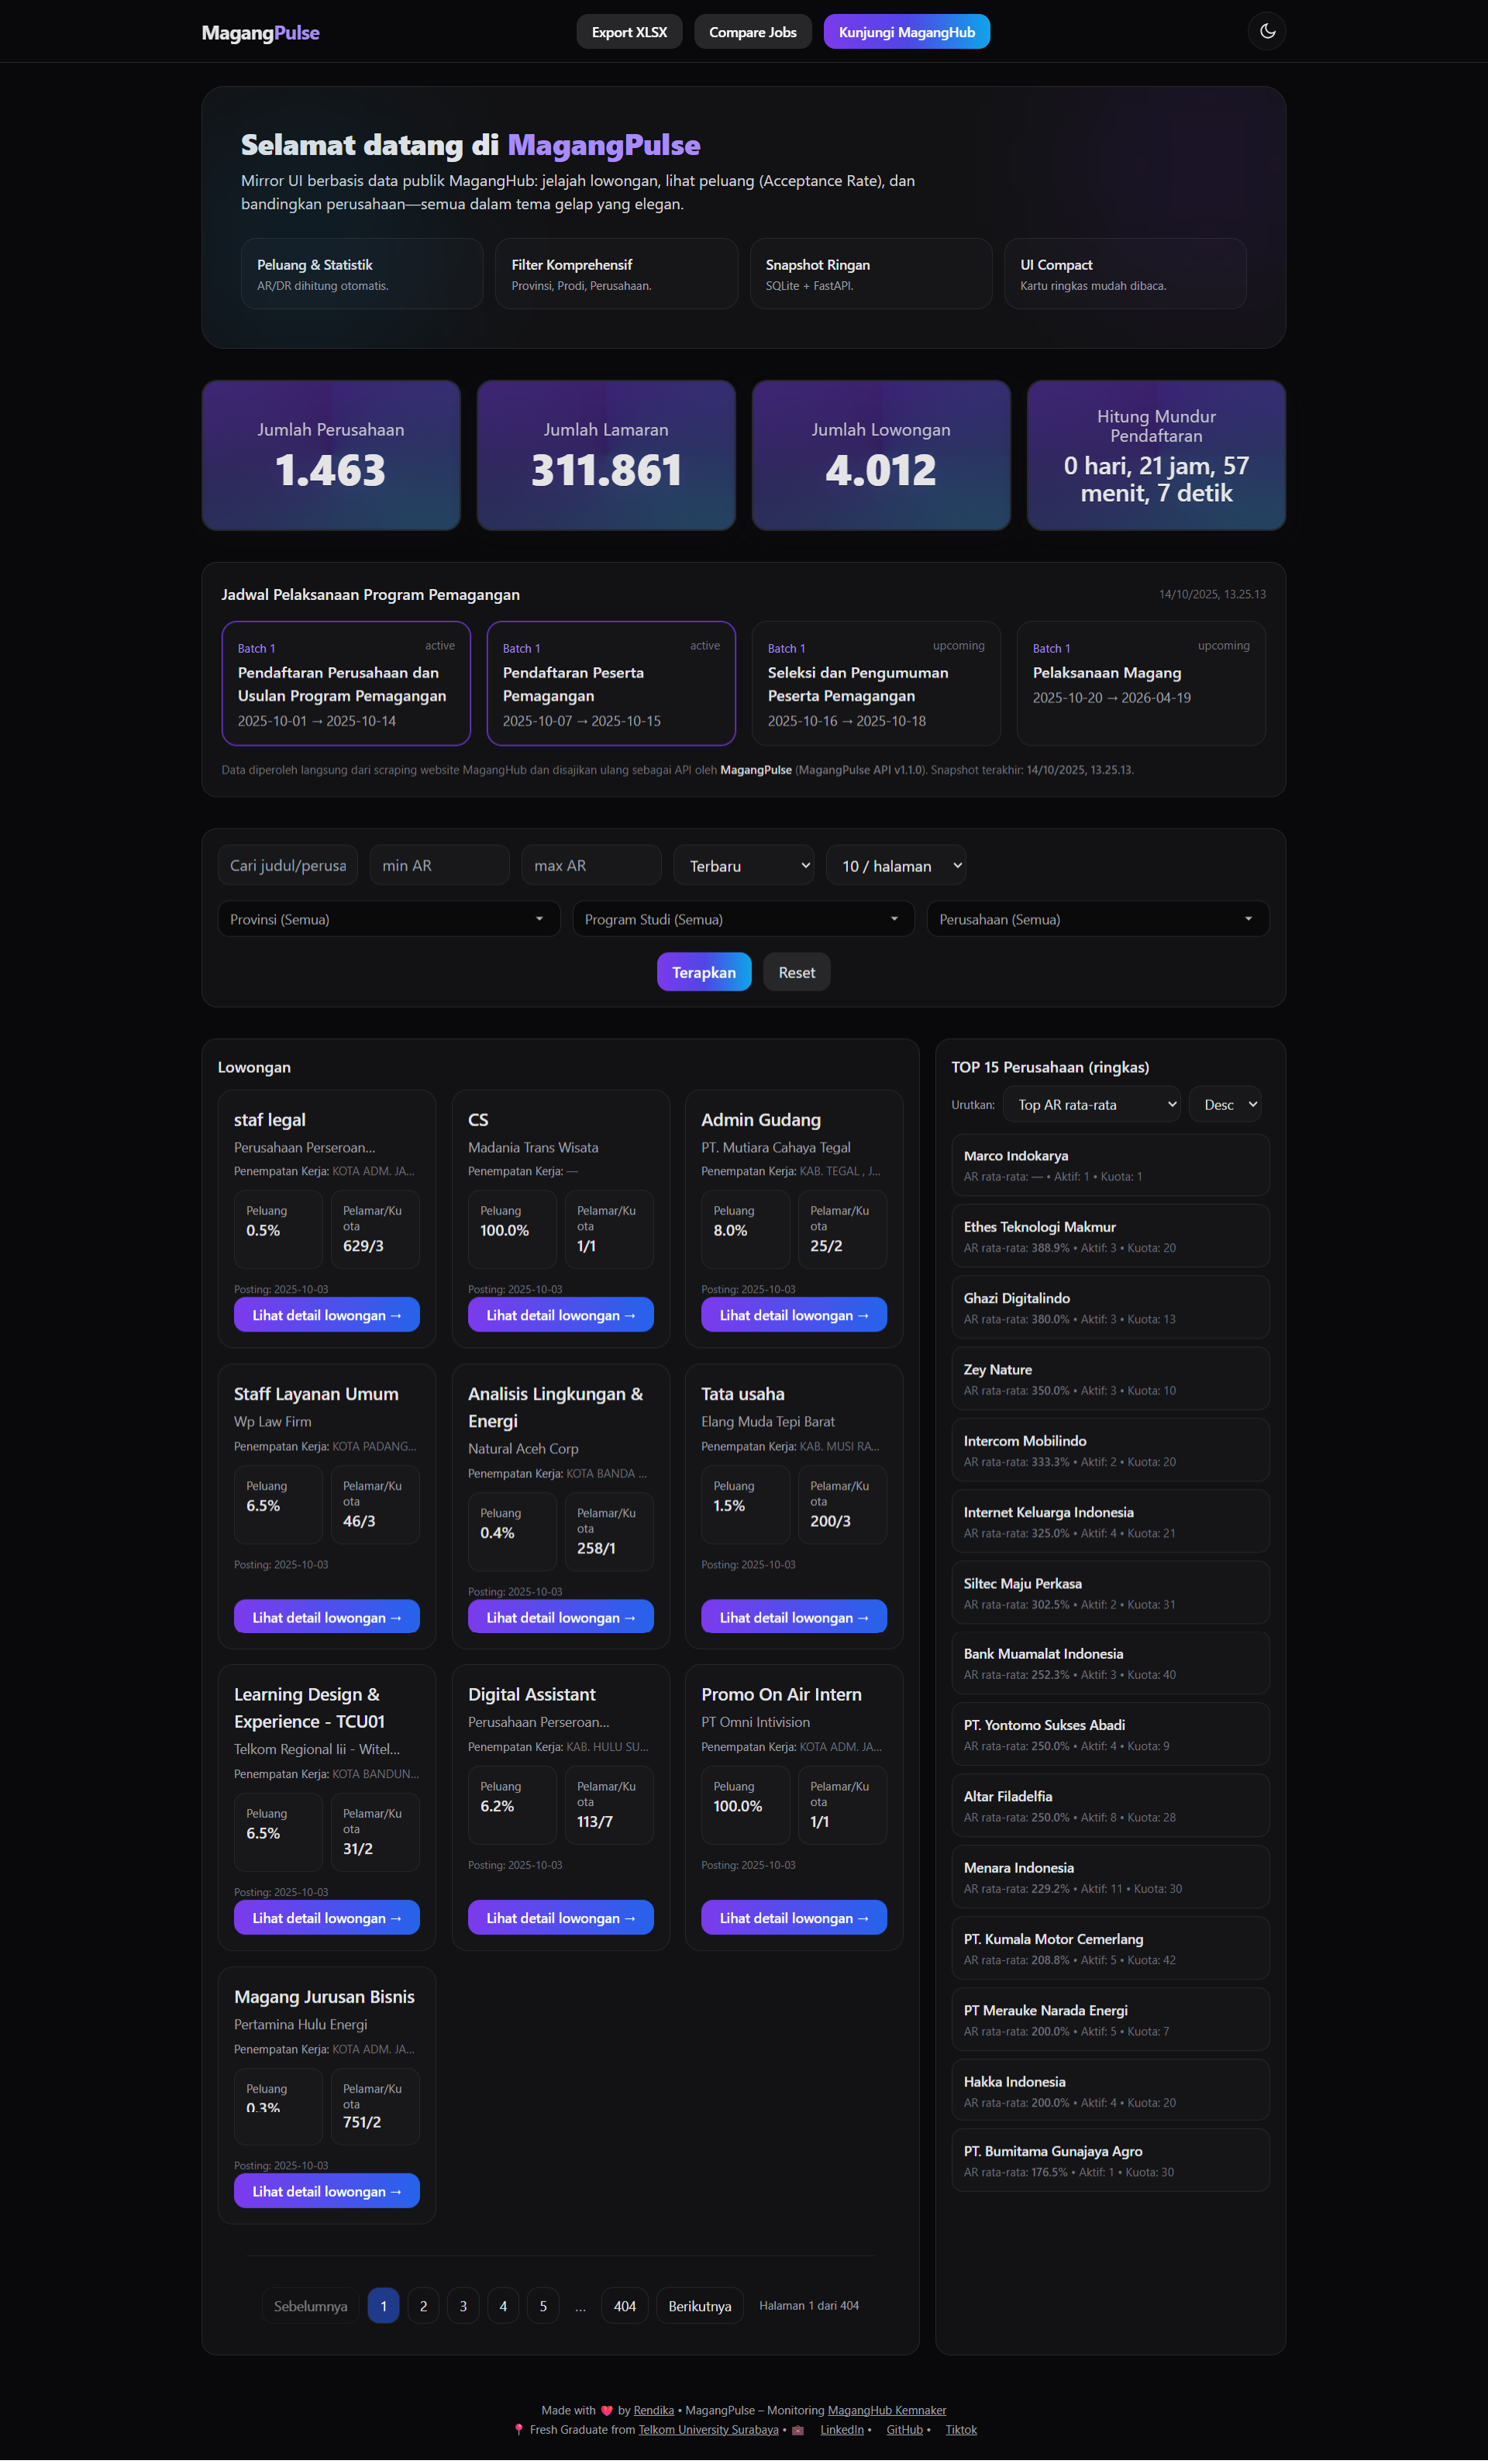 MagangPulse
Export XLSX
Compare Jobs
Kunjungi MagangHub
Selamat datang di MagangPulse
Mirror UI berbasis data publik MagangHub: jelajah lowongan, lihat peluang (Acceptance Rate), dan
bandingkan perusahaan—semua dalam tema gelap yang elegan.
Peluang & Statistik
AR/DR dihitung otomatis.
Filter Komprehensif
Provinsi, Prodi, Perusahaan.
Snapshot Ringan
SQLite + FastAPI.
UI Compact
Kartu ringkas mudah dibaca.
Jumlah Perusahaan
1.463
Jumlah Lamaran
311.861
Jumlah Lowongan
4.012
Hitung Mundur
Pendaftaran
0 hari, 21 jam, 57
menit, 7 detik
Jadwal Pelaksanaan Program Pemagangan
14/10/2025, 13.25.13
Batch 1
active
Pendaftaran Perusahaan dan
Usulan Program Pemagangan
2025-10-01 → 2025-10-14
Batch 1
active
Pendaftaran Peserta
Pemagangan
2025-10-07 → 2025-10-15
Batch 1
upcoming
Seleksi dan Pengumuman
Peserta Pemagangan
2025-10-16 → 2025-10-18
Batch 1
upcoming
Pelaksanaan Magang
2025-10-20 → 2026-04-19
Data diperoleh langsung dari scraping website MagangHub dan disajikan ulang sebagai API oleh MagangPulse (MagangPulse API v1.1.0). Snapshot terakhir: 14/10/2025, 13.25.13.
Cari judul/perusa
min AR
max AR
Terbaru
10 / halaman
Provinsi (Semua)
Program Studi (Semua)
Perusahaan (Semua)
Terapkan
Reset
Lowongan
staf legal
Perusahaan Perseroan...
Penempatan Kerja: KOTA ADM. JA...
Peluang
0.5%
Pelamar/Ku
ota
629/3
Posting: 2025-10-03
Lihat detail lowongan →
CS
Madania Trans Wisata
Penempatan Kerja: —
Peluang
100.0%
Pelamar/Ku
ota
1/1
Posting: 2025-10-03
Lihat detail lowongan →
Admin Gudang
PT. Mutiara Cahaya Tegal
Penempatan Kerja: KAB. TEGAL , J...
Peluang
8.0%
Pelamar/Ku
ota
25/2
Posting: 2025-10-03
Lihat detail lowongan →
Staff Layanan Umum
Wp Law Firm
Penempatan Kerja: KOTA PADANG...
Peluang
6.5%
Pelamar/Ku
ota
46/3
Posting: 2025-10-03
Lihat detail lowongan →
Analisis Lingkungan &
Energi
Natural Aceh Corp
Penempatan Kerja: KOTA BANDA ...
Peluang
0.4%
Pelamar/Ku
ota
258/1
Posting: 2025-10-03
Lihat detail lowongan →
Tata usaha
Elang Muda Tepi Barat
Penempatan Kerja: KAB. MUSI RA...
Peluang
1.5%
Pelamar/Ku
ota
200/3
Posting: 2025-10-03
Lihat detail lowongan →
Learning Design &
Experience - TCU01
Telkom Regional Iii - Witel...
Penempatan Kerja: KOTA BANDUN...
Peluang
6.5%
Pelamar/Ku
ota
31/2
Posting: 2025-10-03
Lihat detail lowongan →
Digital Assistant
Perusahaan Perseroan...
Penempatan Kerja: KAB. HULU SU...
Peluang
6.2%
Pelamar/Ku
ota
113/7
Posting: 2025-10-03
Lihat detail lowongan →
Promo On Air Intern
PT Omni Intivision
Penempatan Kerja: KOTA ADM. JA...
Peluang
100.0%
Pelamar/Ku
ota
1/1
Posting: 2025-10-03
Lihat detail lowongan →
Magang Jurusan Bisnis
Pertamina Hulu Energi
Penempatan Kerja: KOTA ADM. JA...
Peluang
0.3%
Pelamar/Ku
ota
751/2
Posting: 2025-10-03
Lihat detail lowongan →
Sebelumnya
1
2
3
4
5
...
404
Berikutnya
Halaman 1 dari 404
TOP 15 Perusahaan (ringkas)
Urutkan:
Top AR rata-rata
Desc
Marco Indokarya
AR rata-rata: — • Aktif: 1 • Kuota: 1
Ethes Teknologi Makmur
AR rata-rata: 388.9% • Aktif: 3 • Kuota: 20
Ghazi Digitalindo
AR rata-rata: 380.0% • Aktif: 3 • Kuota: 13
Zey Nature
AR rata-rata: 350.0% • Aktif: 3 • Kuota: 10
Intercom Mobilindo
AR rata-rata: 333.3% • Aktif: 2 • Kuota: 20
Internet Keluarga Indonesia
AR rata-rata: 325.0% • Aktif: 4 • Kuota: 21
Siltec Maju Perkasa
AR rata-rata: 302.5% • Aktif: 2 • Kuota: 31
Bank Muamalat Indonesia
AR rata-rata: 252.3% • Aktif: 3 • Kuota: 40
PT. Yontomo Sukses Abadi
AR rata-rata: 250.0% • Aktif: 4 • Kuota: 9
Altar Filadelfia
AR rata-rata: 250.0% • Aktif: 8 • Kuota: 28
Menara Indonesia
AR rata-rata: 229.2% • Aktif: 11 • Kuota: 30
PT. Kumala Motor Cemerlang
AR rata-rata: 208.8% • Aktif: 5 • Kuota: 42
PT Merauke Narada Energi
AR rata-rata: 200.0% • Aktif: 5 • Kuota: 7
Hakka Indonesia
AR rata-rata: 200.0% • Aktif: 4 • Kuota: 20
PT. Bumitama Gunajaya Agro
AR rata-rata: 176.5% • Aktif: 1 • Kuota: 30
Made with 💖 by Rendika • MagangPulse – Monitoring MagangHub Kemnaker
📍 Fresh Graduate from Telkom University Surabaya • 💼 LinkedIn • GitHub • Tiktok